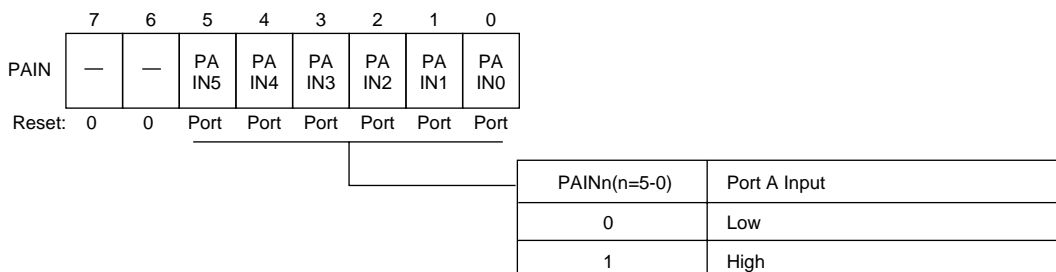 7 6 5 4 3 2 1 0
PAIN — — PA IN5 PA IN4 PA IN3 PA IN2 PA IN1 PA IN0
Reset: 0 0 Port Port Port Port Port Port
PAINn(n=5-0) Port A Input
0 Low
1 High